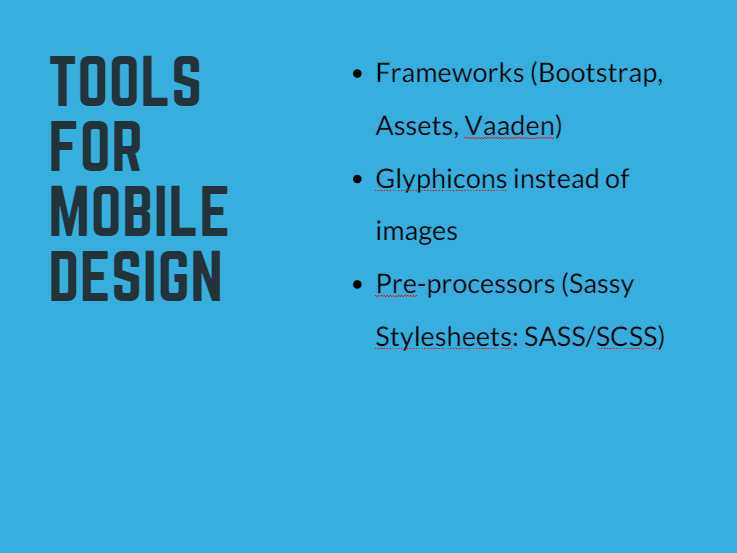 TOOLS
FOR
MOBILE
DESIGN
• Frameworks (Bootstrap,
Assets, Vaaden)
• Glyphicons instead of
images
• Pre-processors (Sassy
Stylesheets: SASS/SCSS)